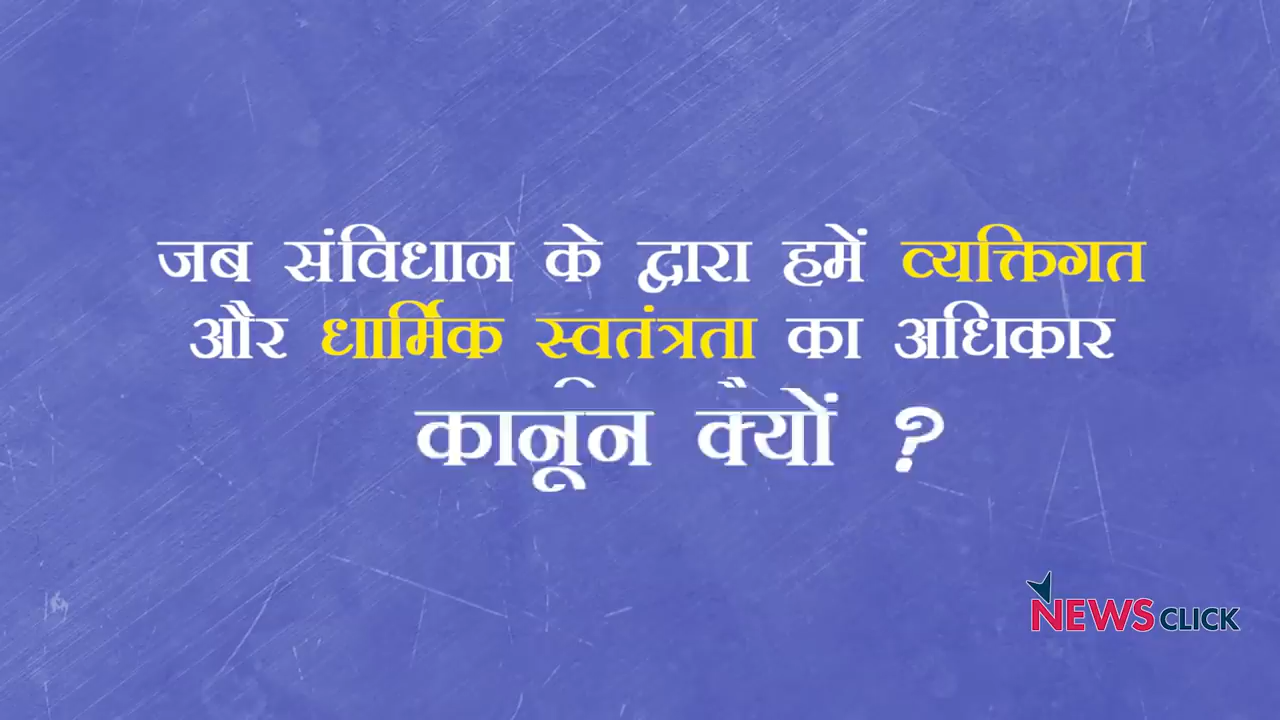 जब संविधान के द्वारा हमें व्यक्तिगत
और धार्मिक स्वतंत्रता का अधिकार
कानून क्यों ?
NEWSCLICK